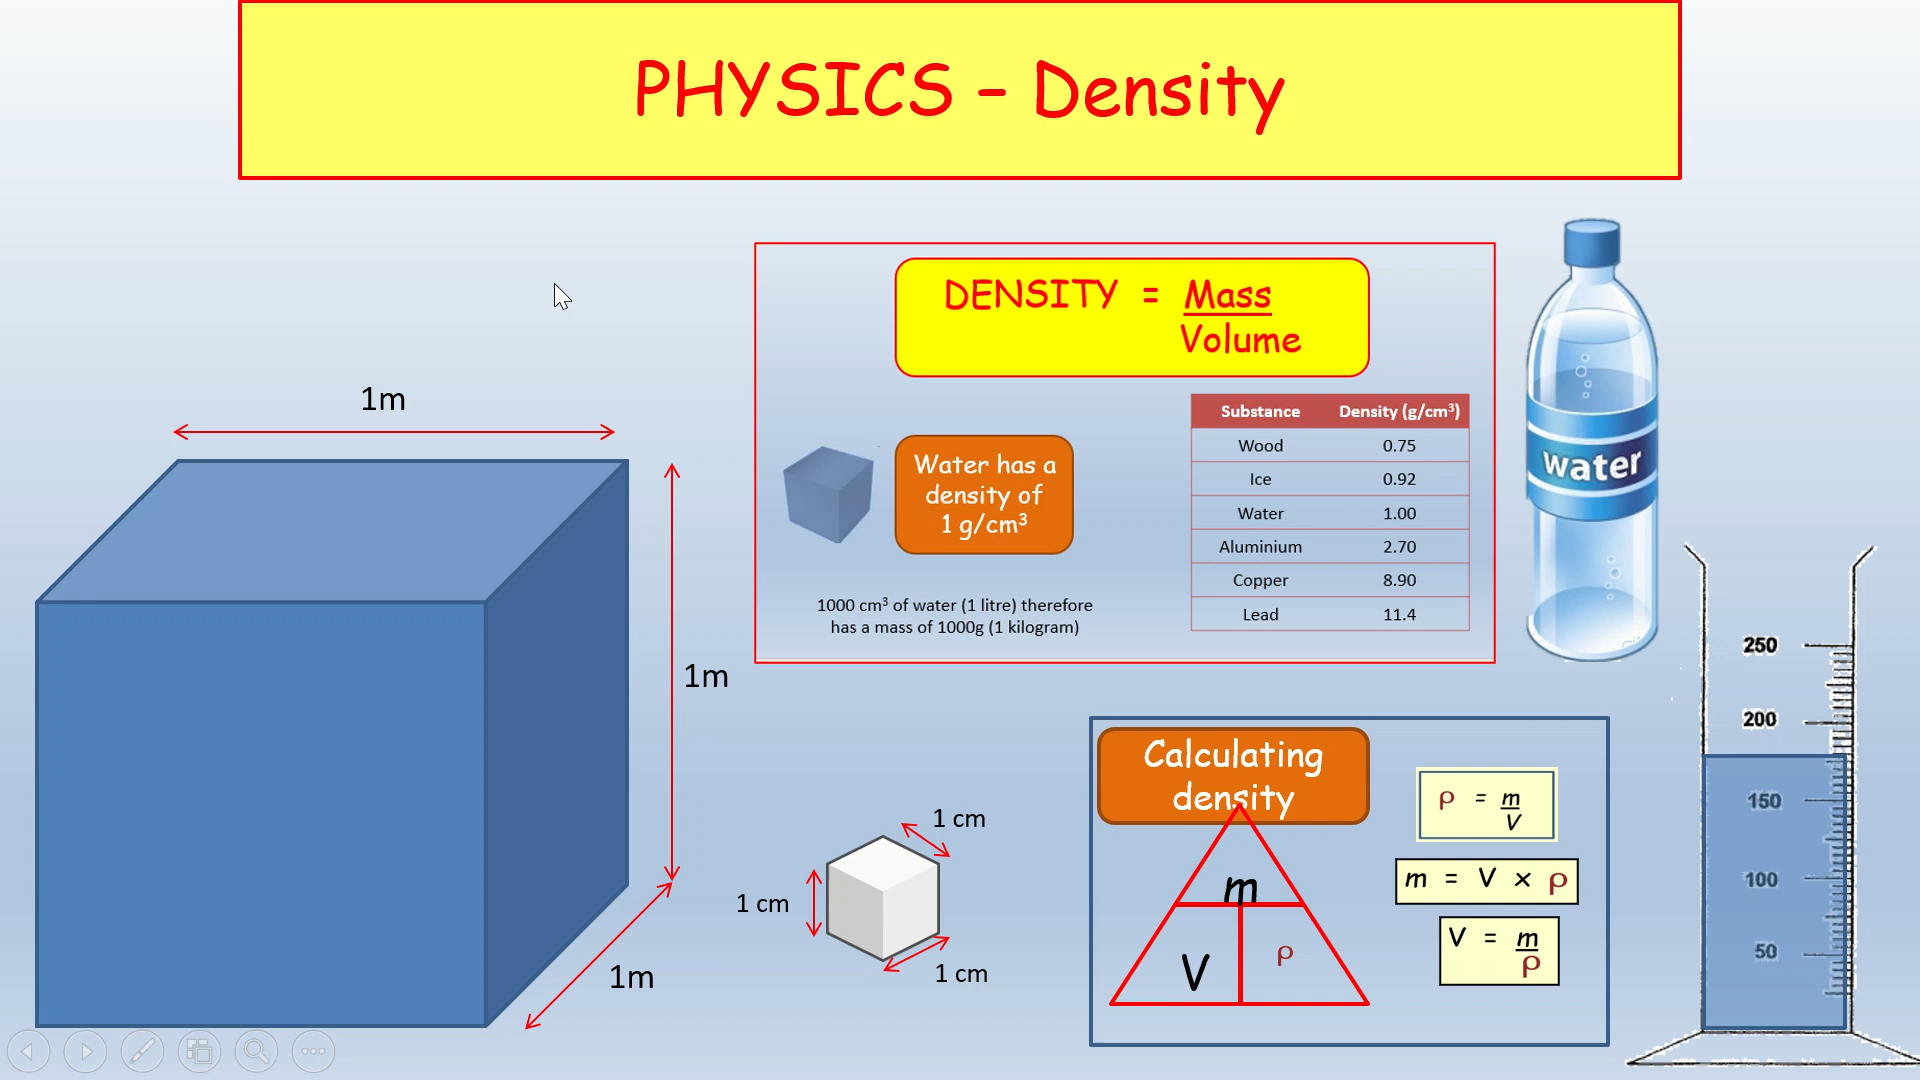 PHYSICS – Density
DENSITY = Mass
Volume
Water has a
density of
1 g/cm³
1000 cm³ of water (1 litre) therefore
has a mass of 1000g (1 kilogram)
Substance Density (g/cm³)
Wood 0.75
Ice 0.92
Water 1.00
Aluminium 2.70
Copper 8.90
Lead 11.4
water
1m
1m
1m
1 cm
1 cm
1 cm
Calculating
density
m
V ρ
ρ = m
V
m = V × ρ
V = m
ρ
250
200
150
100
50